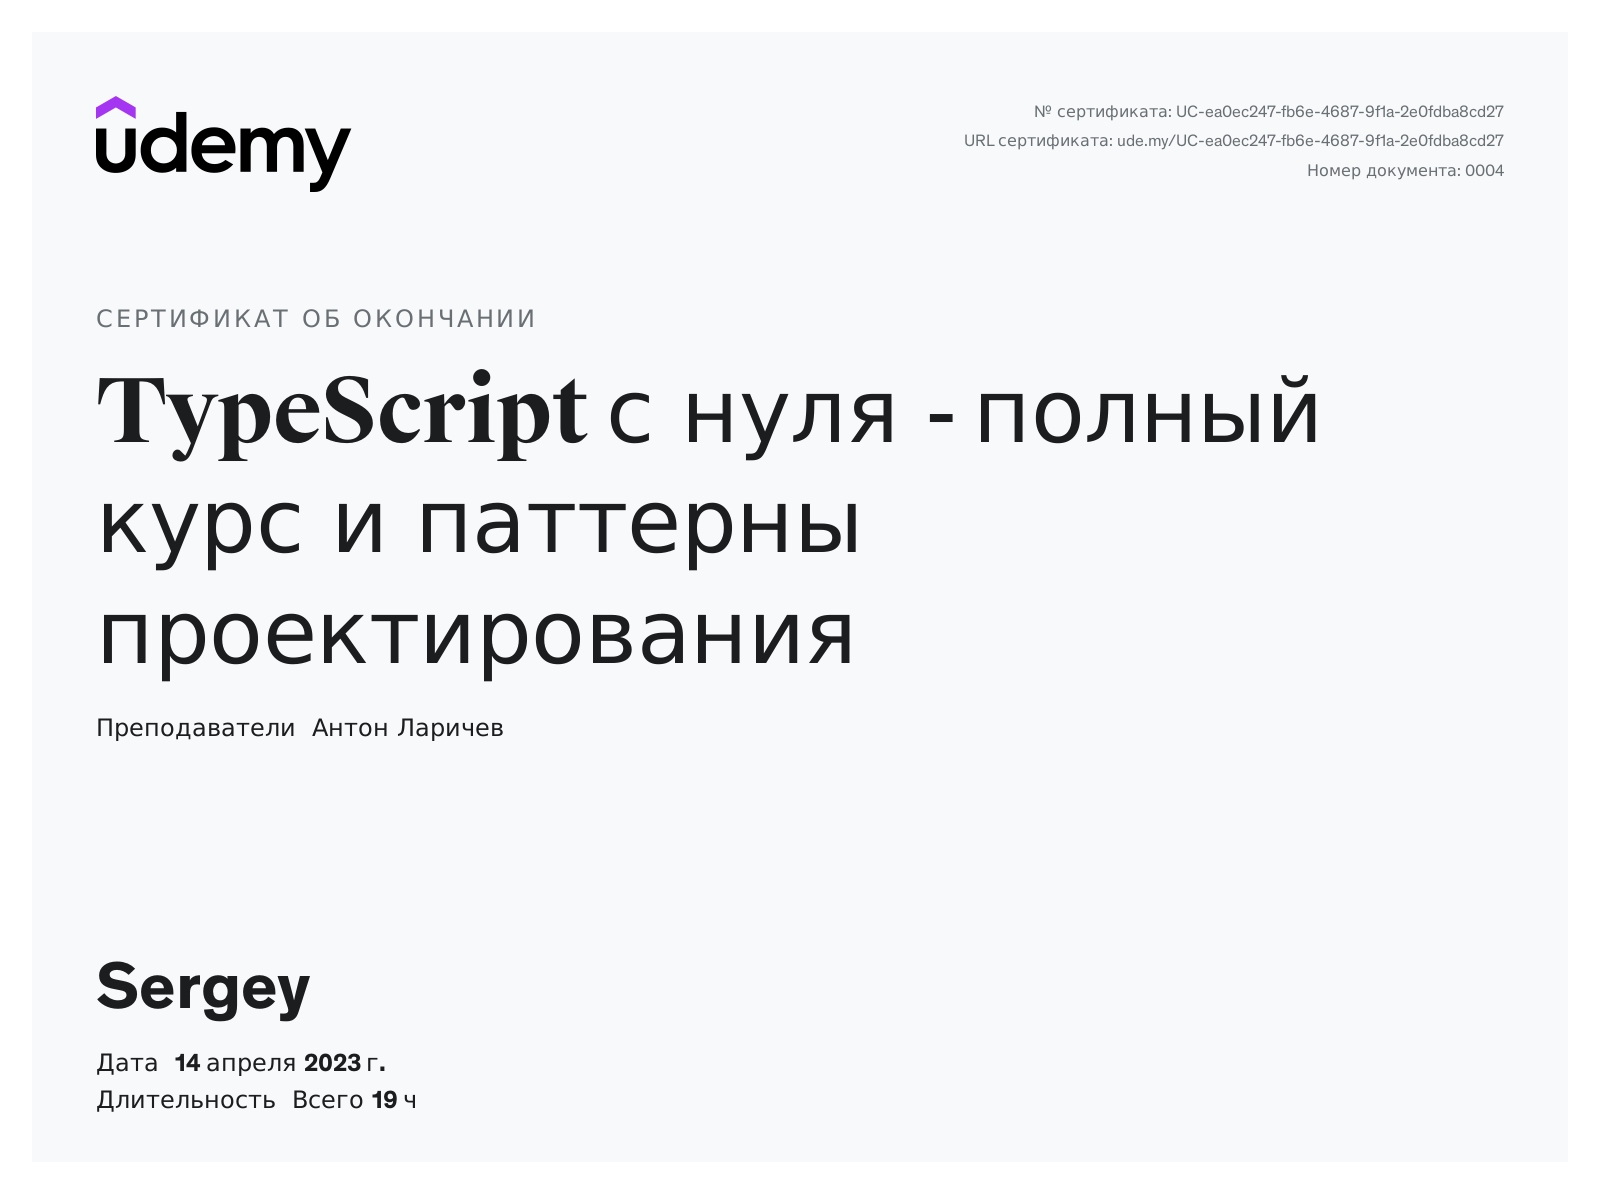 udemy
№ сертификата: UC-ea0ec247-fb6e-4687-9f1a-2e0fdba8cd27
URL сертификата: ude.my/UC-ea0ec247-fb6e-4687-9f1a-2e0fdba8cd27
Номер документа: 0004
СЕРТИФИКАТ ОБ ОКОНЧАНИИ
TypeScript с нуля - полный
курс и паттерны
проектирования
Преподаватели Антон Ларичев
Sergey
Дата 14 апреля 2023 г.
Длительность Всего 19 ч